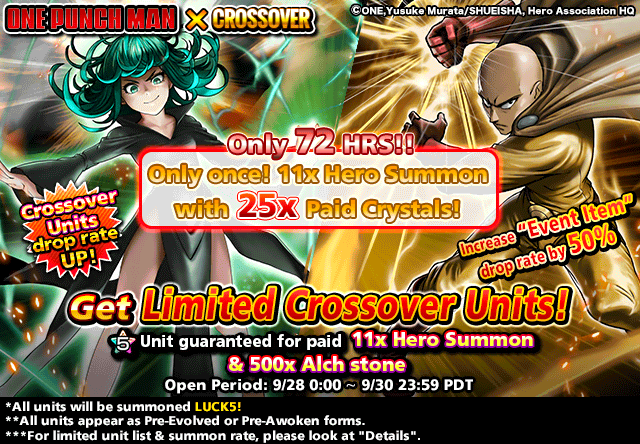 ONE PUNCH MAN × CROSSOVER
©ONE,Yusuke Murata/SHUEISHA, Hero Association HQ
Only 72 HRS!!
Only once! 11x Hero Summon
with 25x Paid Crystals!
Crossover
Units
drop rate
UP!
Increase "Event Item"
drop rate by 50%
Get Limited Crossover Units!
5 Unit guaranteed for paid 11x Hero Summon
& 500x Alch stone
Open Period: 9/28 0:00 ~ 9/30 23:59 PDT
*All units will be summoned LUCK5!
**All units appear as Pre-Evolved or Pre-Awoken forms.
***For limited unit list & summon rate, please look at "Details".